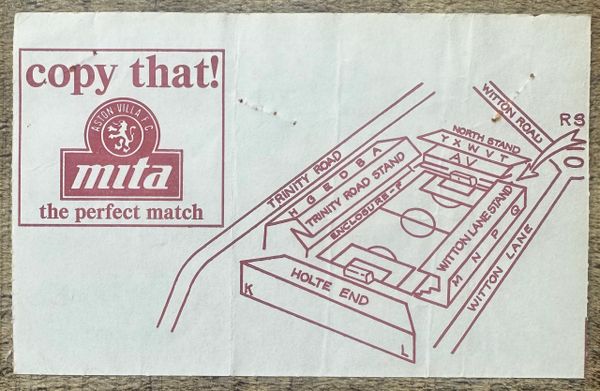 copy that!
ASTON VILLA F.C.
mita
the perfect match
TRINITY ROAD
WITTON ROAD
RS
NORTH STAND
Y X W V T
AV
O
H G E D B A
TRINITY ROAD STAND
ENCLOSURE-F
WITTON LANE STAND
M N P Q
WITTON LANE
HOLTE END
K
L